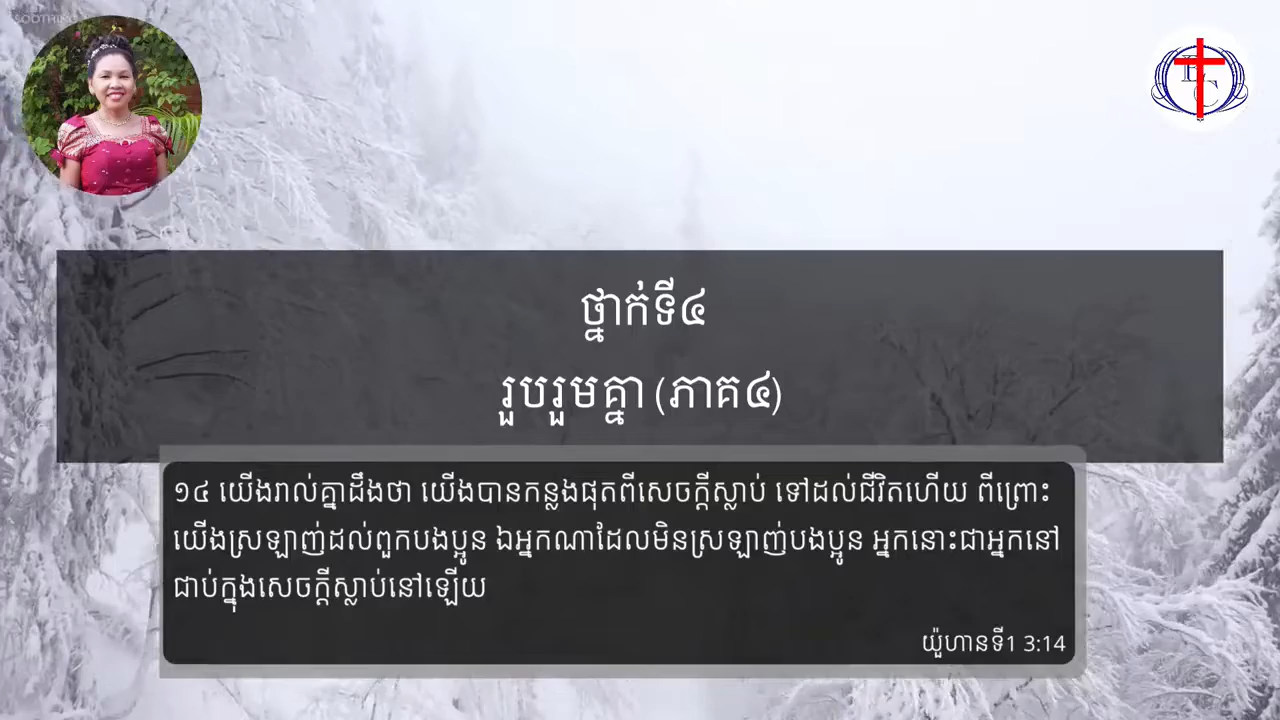 SOOTHING
B
C
ថ្នាក់ទី៤
រួបរួមគ្នា (ភាគ៤)
១៤ យើងរាល់គ្នាដឹងថា យើងបានកន្លងផុតពីសេចក្ដីស្លាប់ ទៅដល់ជីវិតហើយ ពីព្រោះ
យើងស្រឡាញ់ដល់ពួកបងប្អូន ឯអ្នកណាដែលមិនស្រឡាញ់បងប្អូន អ្នកនោះជាអ្នកនៅ
ជាប់ក្នុងសេចក្ដីស្លាប់នៅឡើយ
យ៉ូហានទី1 3:14